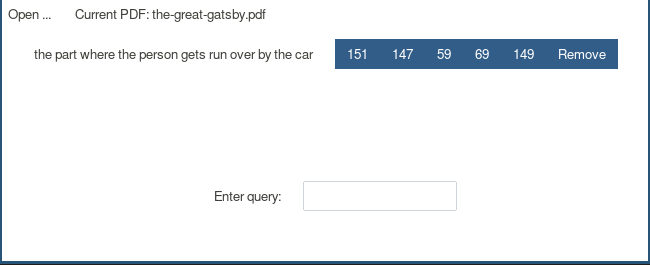 Open ... Current PDF: the-great-gatsby.pdf
the part where the person gets run over by the car 151 147 59 69 149 Remove
Enter query: